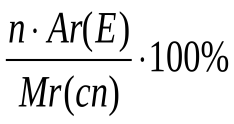 n · Ar(E)
Mr(cn)
· 100%